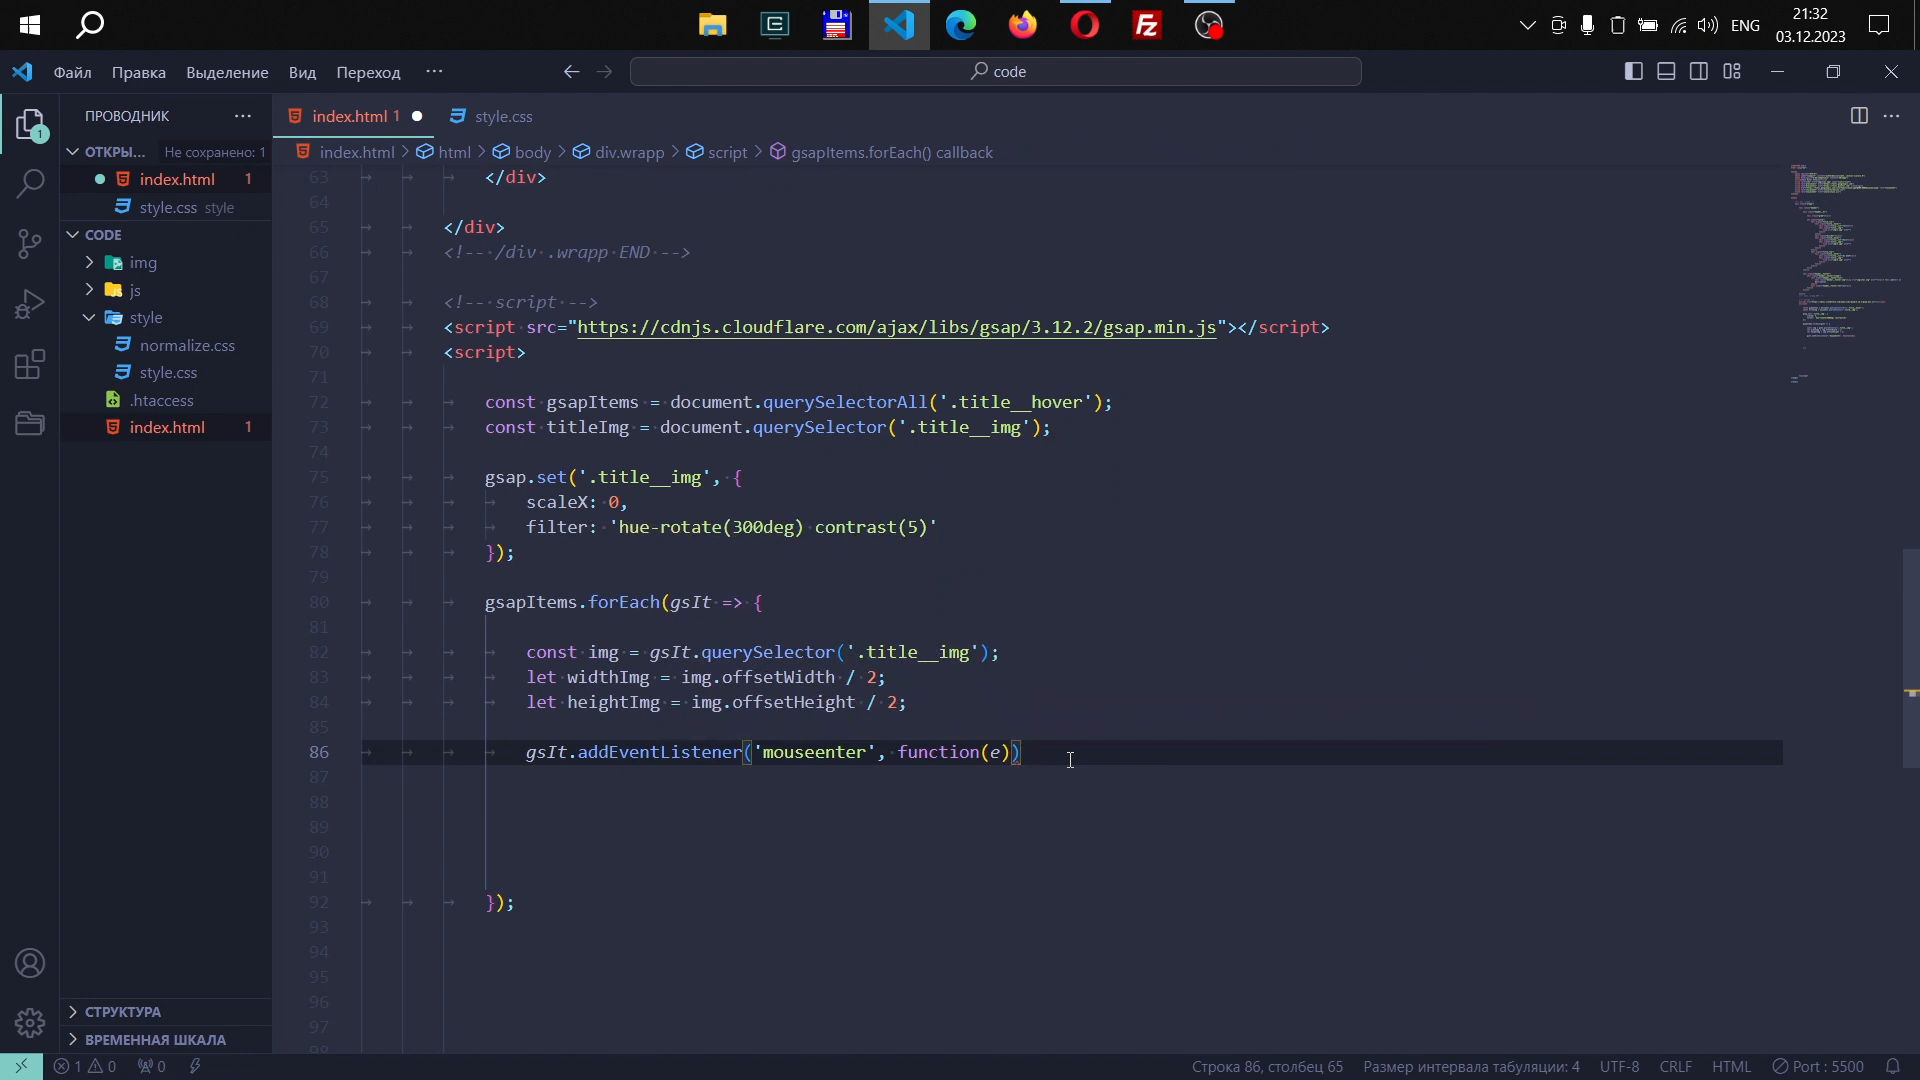 ENG
21:32
03.12.2023
Файл Правка Выделение Вид Переход ···
code
ПРОВОДНИК ···
index.html 1
style.css
ОТКРЫ... Не сохранено: 1
index.html > html > body > div.wrapp > script > gsapItems.forEach() callback
index.html 1
style.css style
CODE
img
js
style
normalize.css
style.css
.htaccess
index.html 1
63 </div>
64
65 </div>
66 <!-- /div .wrapp END -->
67
68 <!-- script -->
69 <script src="https://cdnjs.cloudflare.com/ajax/libs/gsap/3.12.2/gsap.min.js"></script>
70 <script>
71
72 const gsapItems = document.querySelectorAll('.title__hover');
73 const titleImg = document.querySelector('.title__img');
74
75 gsap.set('.title__img', {
76 scaleX: 0,
77 filter: 'hue-rotate(300deg) contrast(5)'
78 });
79
80 gsapItems.forEach(gsIt => {
81
82 const img = gsIt.querySelector('.title__img');
83 let widthImg = img.offsetWidth / 2;
84 let heightImg = img.offsetHeight / 2;
85
86 gsIt.addEventListener('mouseenter', function(e))
87
88
89
90
91
92 });
93
94
95
96
97
98
СТРУКТУРА
ВРЕМЕННАЯ ШКАЛА
1 0 0
Строка 86, столбец 65 Размер интервала табуляции: 4 UTF-8 CRLF HTML Port : 5500